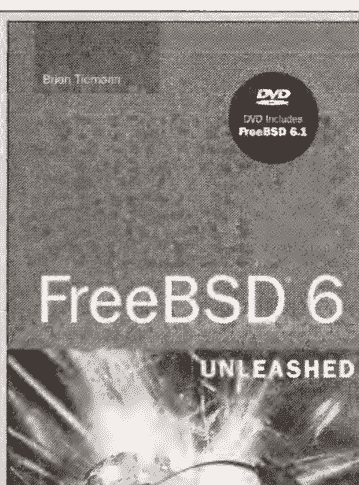 Brian Tiemann
DVD
DVD Includes
FreeBSD 6.1
FreeBSD 6
UNLEASHED